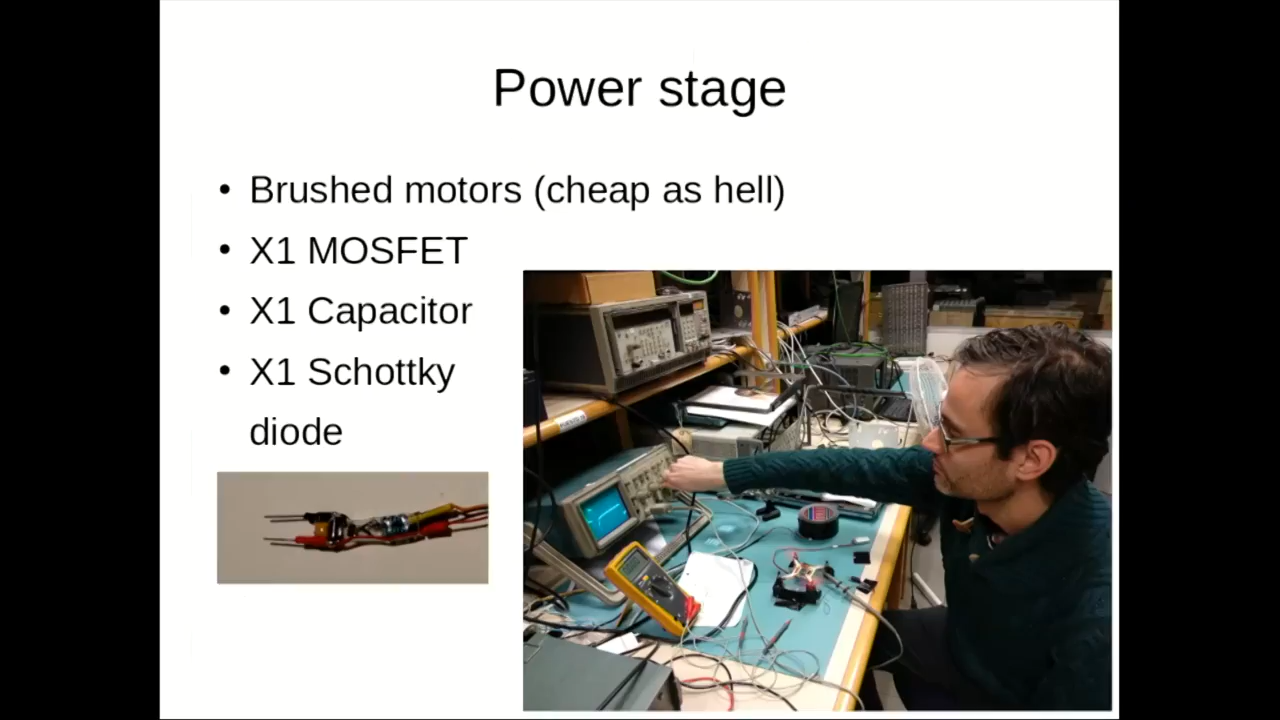 Power stage
• Brushed motors (cheap as hell)
• X1 MOSFET
• X1 Capacitor
• X1 Schottky
diode